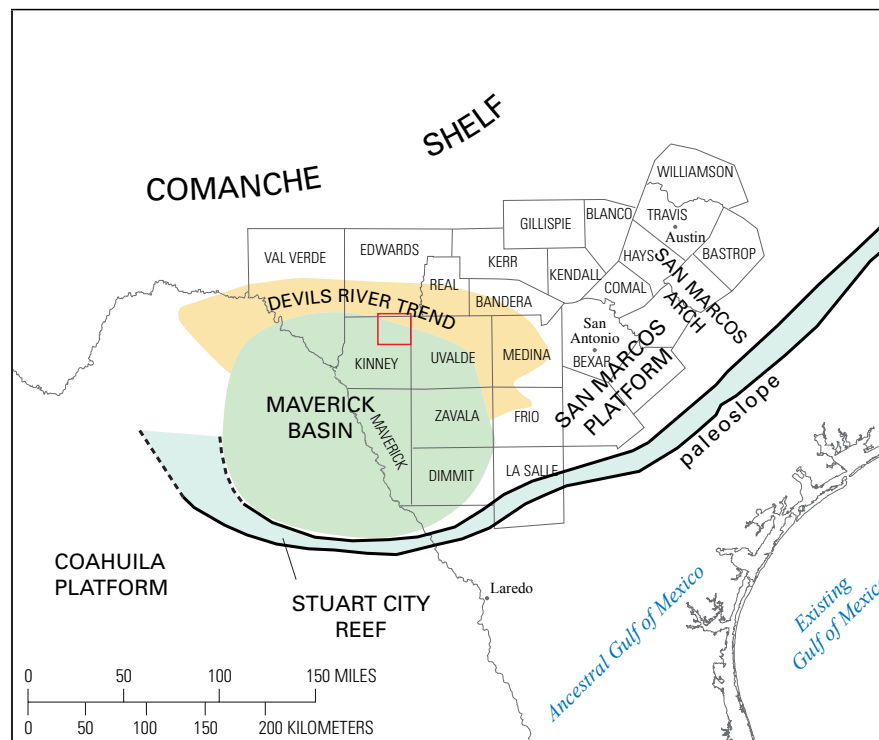 SHELF
COMANCHE
WILLIAMSON
BLANCO
TRAVIS
GILLISPIE
Austin
EDWARDS
HAYS
BASTROP
VAL VERDE
KERR
KENDALL
SAN MARCOS
ARCH
REAL
COMAL
DEVILS RIVER TREND
BANDERA
San
Antonio
KINNEY
UVALDE
MEDINA
BEXAR
SAN MARCOS
PLATFORM
MAVERICK
BASIN
ZAVALA
FRIO
MAVERICK
paleoslope
DIMMIT
LA SALLE
COAHUILA
PLATFORM
STUART CITY
REEF
Laredo
Ancestral Gulf of Mexico
Existing
Gulf of Mexico
0 50 100 150 MILES
0 50 100 150 200 KILOMETERS